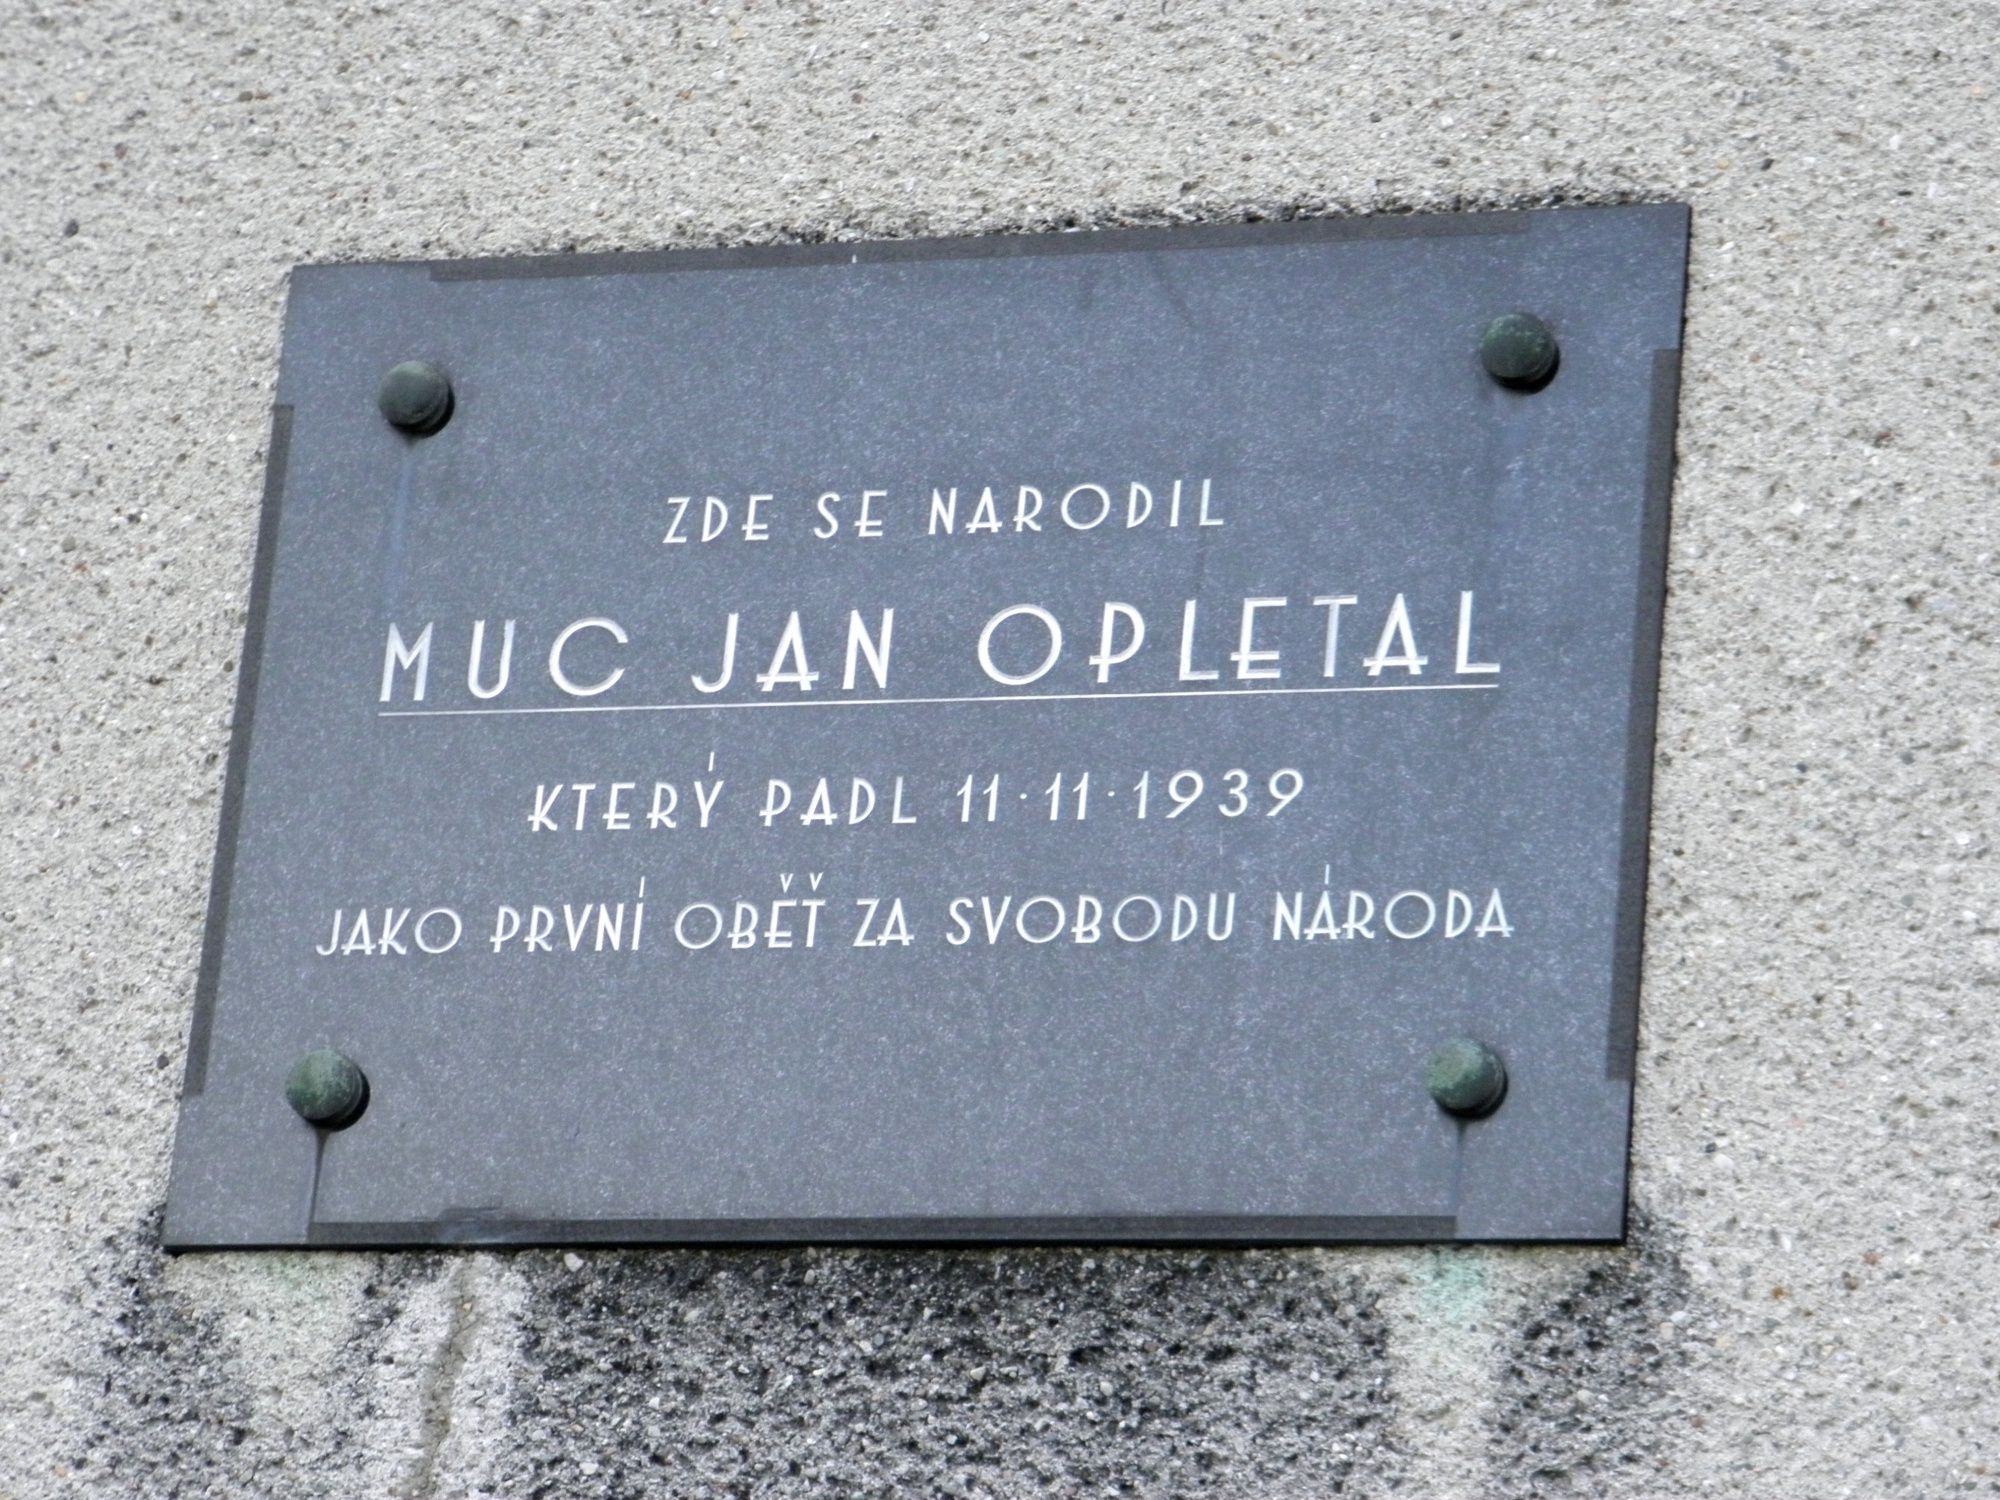 ZDE SE NARODIL
MUC JAN OPLETAL
KTERÝ PADL 11·11·1939
JAKO PRVNÍ OBĚŤ ZA SVOBODU NÁRODA